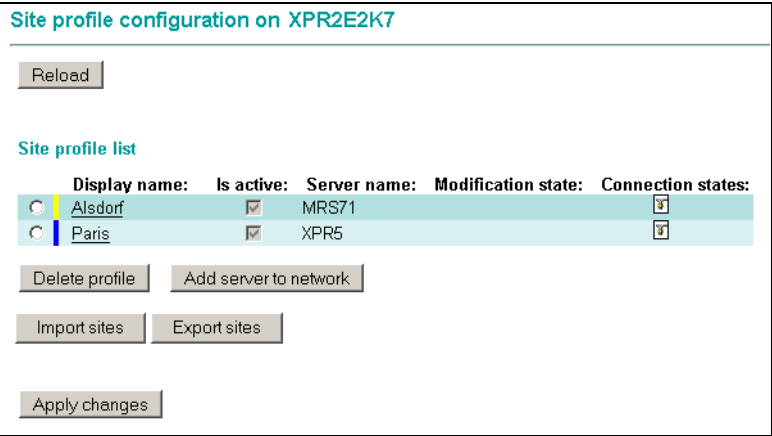 Site profile configuration on XPR2E2K7
Reload
Site profile list
Display name: Is active: Server name: Modification state: Connection states:
Alsdorf MRS71
Paris XPR5
Delete profile Add server to network
Import sites Export sites
Apply changes